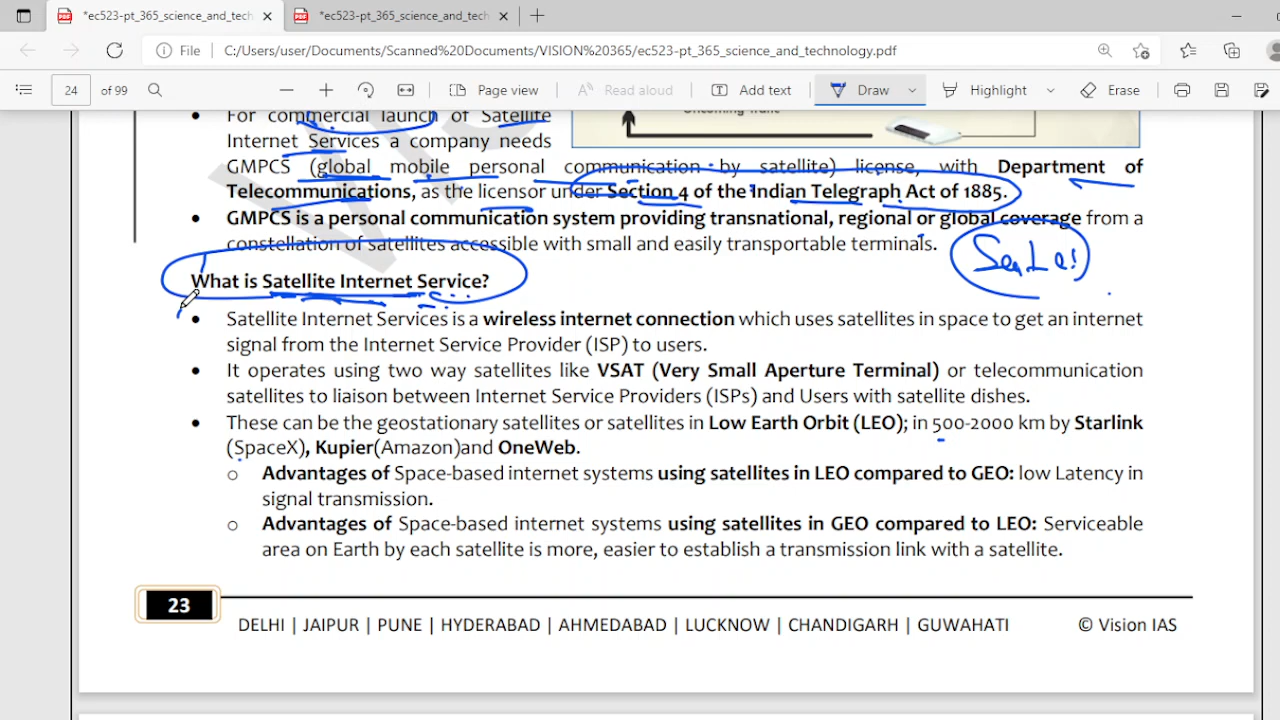 *ec523-pt_365_science_and_tech
*ec523-pt_365_science_and_tech
File
C:/Users/user/Documents/Scanned%20Documents/VISION%20365/ec523-pt_365_science_and_technology.pdf
24 of 99
Page view
Read aloud
Add text
Draw
Highlight
Erase
• For commercial launch of Satellite
Internet Services a company needs
GMPCS (global mobile personal communication by satellite) license, with Department of
Telecommunications, as the licensor under Section 4 of the Indian Telegraph Act of 1885.
• GMPCS is a personal communication system providing transnational, regional or global coverage from a
constellation of satellites accessible with small and easily transportable terminals.
What is Satellite Internet Service?
• Satellite Internet Services is a wireless internet connection which uses satellites in space to get an internet
signal from the Internet Service Provider (ISP) to users.
• It operates using two way satellites like VSAT (Very Small Aperture Terminal) or telecommunication
satellites to liaison between Internet Service Providers (ISPs) and Users with satellite dishes.
• These can be the geostationary satellites or satellites in Low Earth Orbit (LEO); in 500-2000 km by Starlink
(SpaceX), Kupier(Amazon)and OneWeb.
o Advantages of Space-based internet systems using satellites in LEO compared to GEO: low Latency in
signal transmission.
o Advantages of Space-based internet systems using satellites in GEO compared to LEO: Serviceable
area on Earth by each satellite is more, easier to establish a transmission link with a satellite.
23
DELHI | JAIPUR | PUNE | HYDERABAD | AHMEDABAD | LUCKNOW | CHANDIGARH | GUWAHATI
© Vision IAS